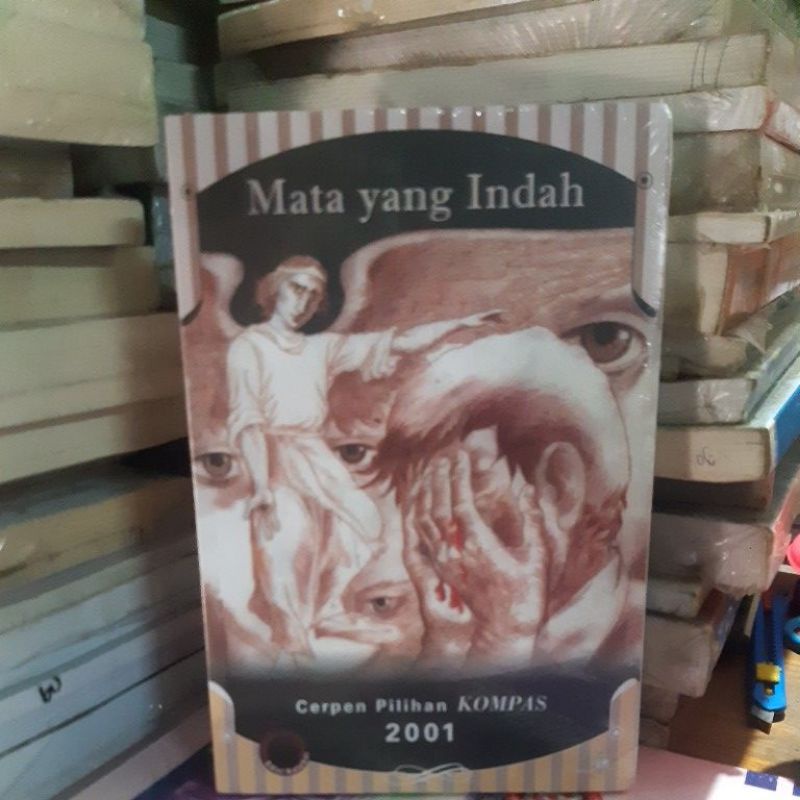 Mata yang Indah
Cerpen Pilihan KOMPAS
2001